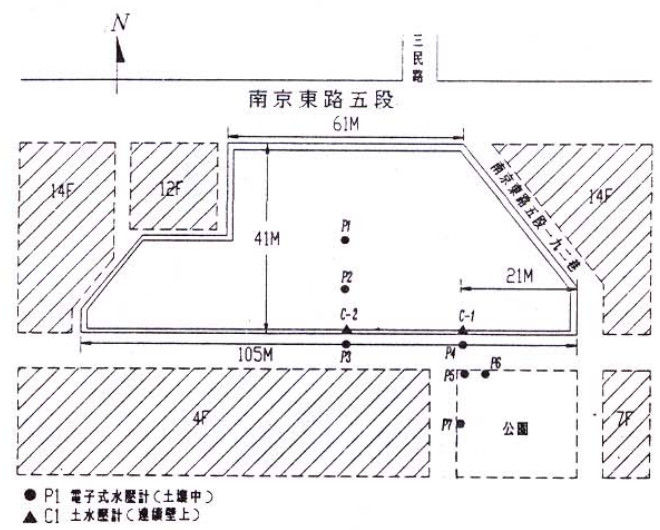 N
三民路
南京東路五段
61M
14F
12F
14F
南京東路五段一九二巷
P1
41M
P2
21M
C-2
C-1
105M
P3
P4
P5
P6
4F
P7
公園
7F
● P1 電子式水壓計(土壤中)
▲ C1 土水壓計(連續壁上)